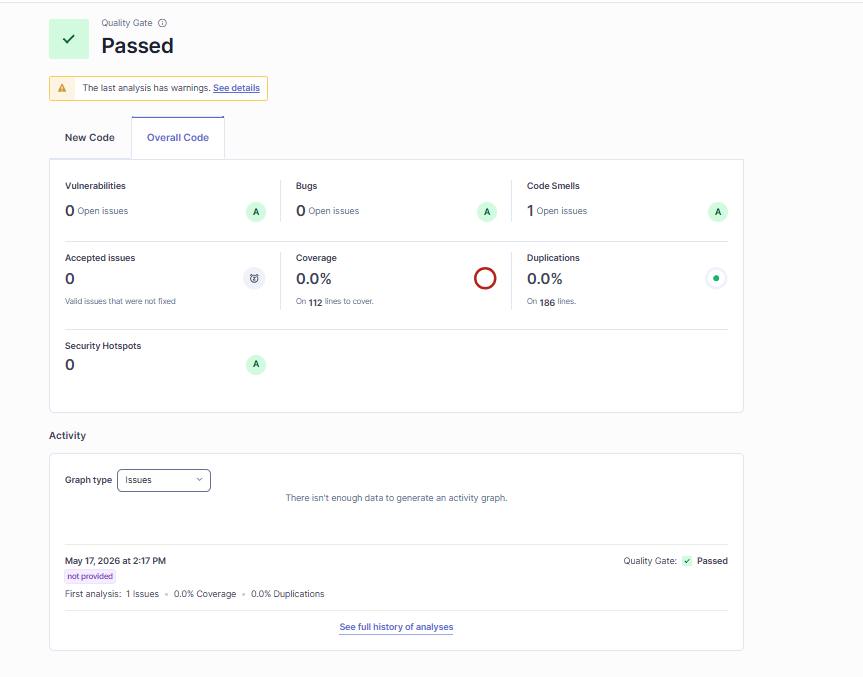 Quality Gate
Passed
The last analysis has warnings. See details
New Code
Overall Code
Vulnerabilities
0 Open issues
A
Bugs
0 Open issues
A
Code Smells
1 Open issues
A
Accepted issues
0
Valid issues that were not fixed
Coverage
0.0%
On 112 lines to cover.
Duplications
0.0%
On 186 lines.
Security Hotspots
0
A
Activity
Graph type
Issues
There isn't enough data to generate an activity graph.
May 17, 2026 at 2:17 PM
Quality Gate: Passed
not provided
First analysis: 1 Issues • 0.0% Coverage • 0.0% Duplications
See full history of analyses